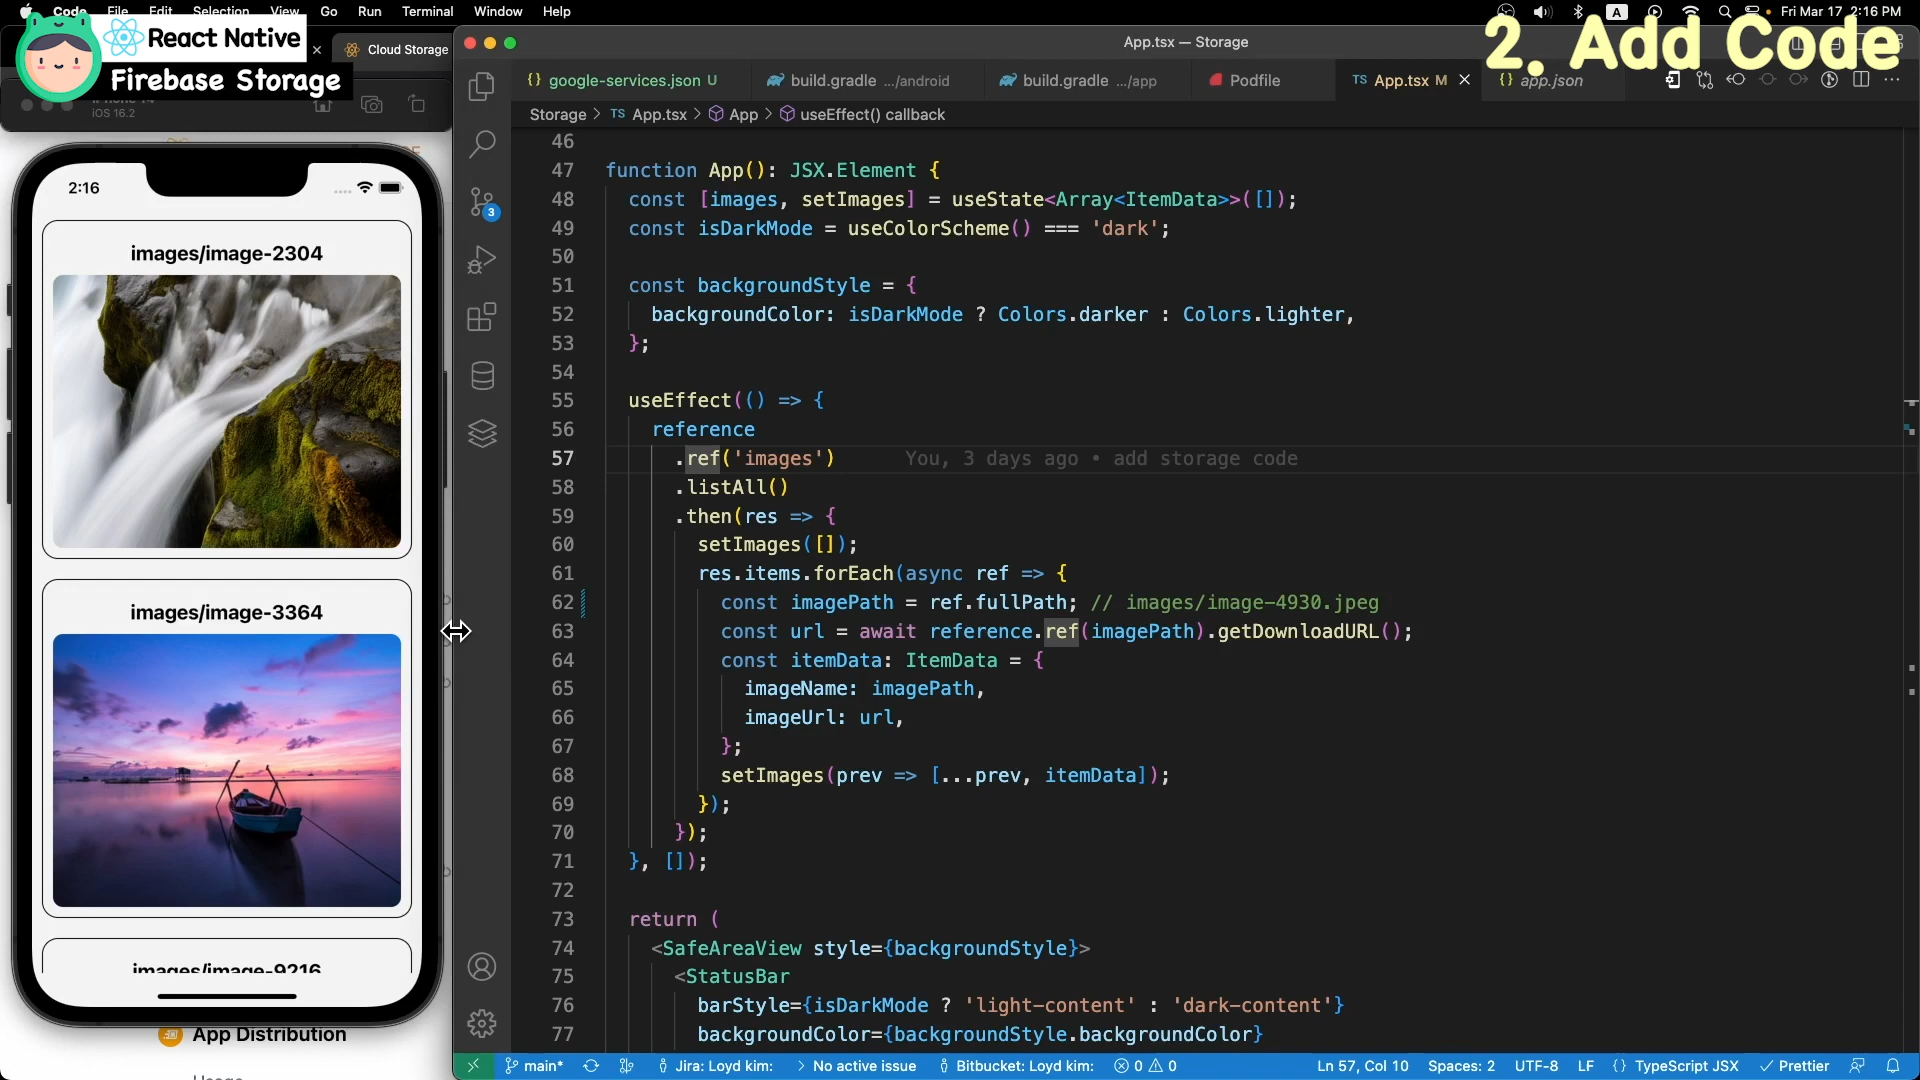 Code File Edit Selection View Go Run Terminal Window Help
A Fri Mar 17 2:16 PM
React Native
Firebase Storage
2. Add Code
Cloud Storage
iOS 16.2
App.tsx — Storage
google-services.json U
build.gradle .../android
build.gradle .../app
Podfile
TS App.tsx M
app.json
Storage > TS App.tsx > App > useEffect() callback
2:16
images/image-2304
images/image-3364
images/image-9216
App Distribution
3
46
47 function App(): JSX.Element {
48 const [images, setImages] = useState<Array<ItemData>>([]);
49 const isDarkMode = useColorScheme() === 'dark';
50
51 const backgroundStyle = {
52 backgroundColor: isDarkMode ? Colors.darker : Colors.lighter,
53 };
54
55 useEffect(() => {
56 reference
57 .ref('images') You, 3 days ago • add storage code
58 .listAll()
59 .then(res => {
60 setImages([]);
61 res.items.forEach(async ref => {
62 const imagePath = ref.fullPath; // images/image-4930.jpeg
63 const url = await reference.ref(imagePath).getDownloadURL();
64 const itemData: ItemData = {
65 imageName: imagePath,
66 imageUrl: url,
67 };
68 setImages(prev => [...prev, itemData]);
69 });
70 });
71 }, []);
72
73 return (
74 <SafeAreaView style={backgroundStyle}>
75 <StatusBar
76 barStyle={isDarkMode ? 'light-content' : 'dark-content'}
77 backgroundColor={backgroundStyle.backgroundColor}
main* Jira: Loyd kim: > No active issue Bitbucket: Loyd kim: 0 0 Ln 57, Col 10 Spaces: 2 UTF-8 LF {} TypeScript JSX Prettier